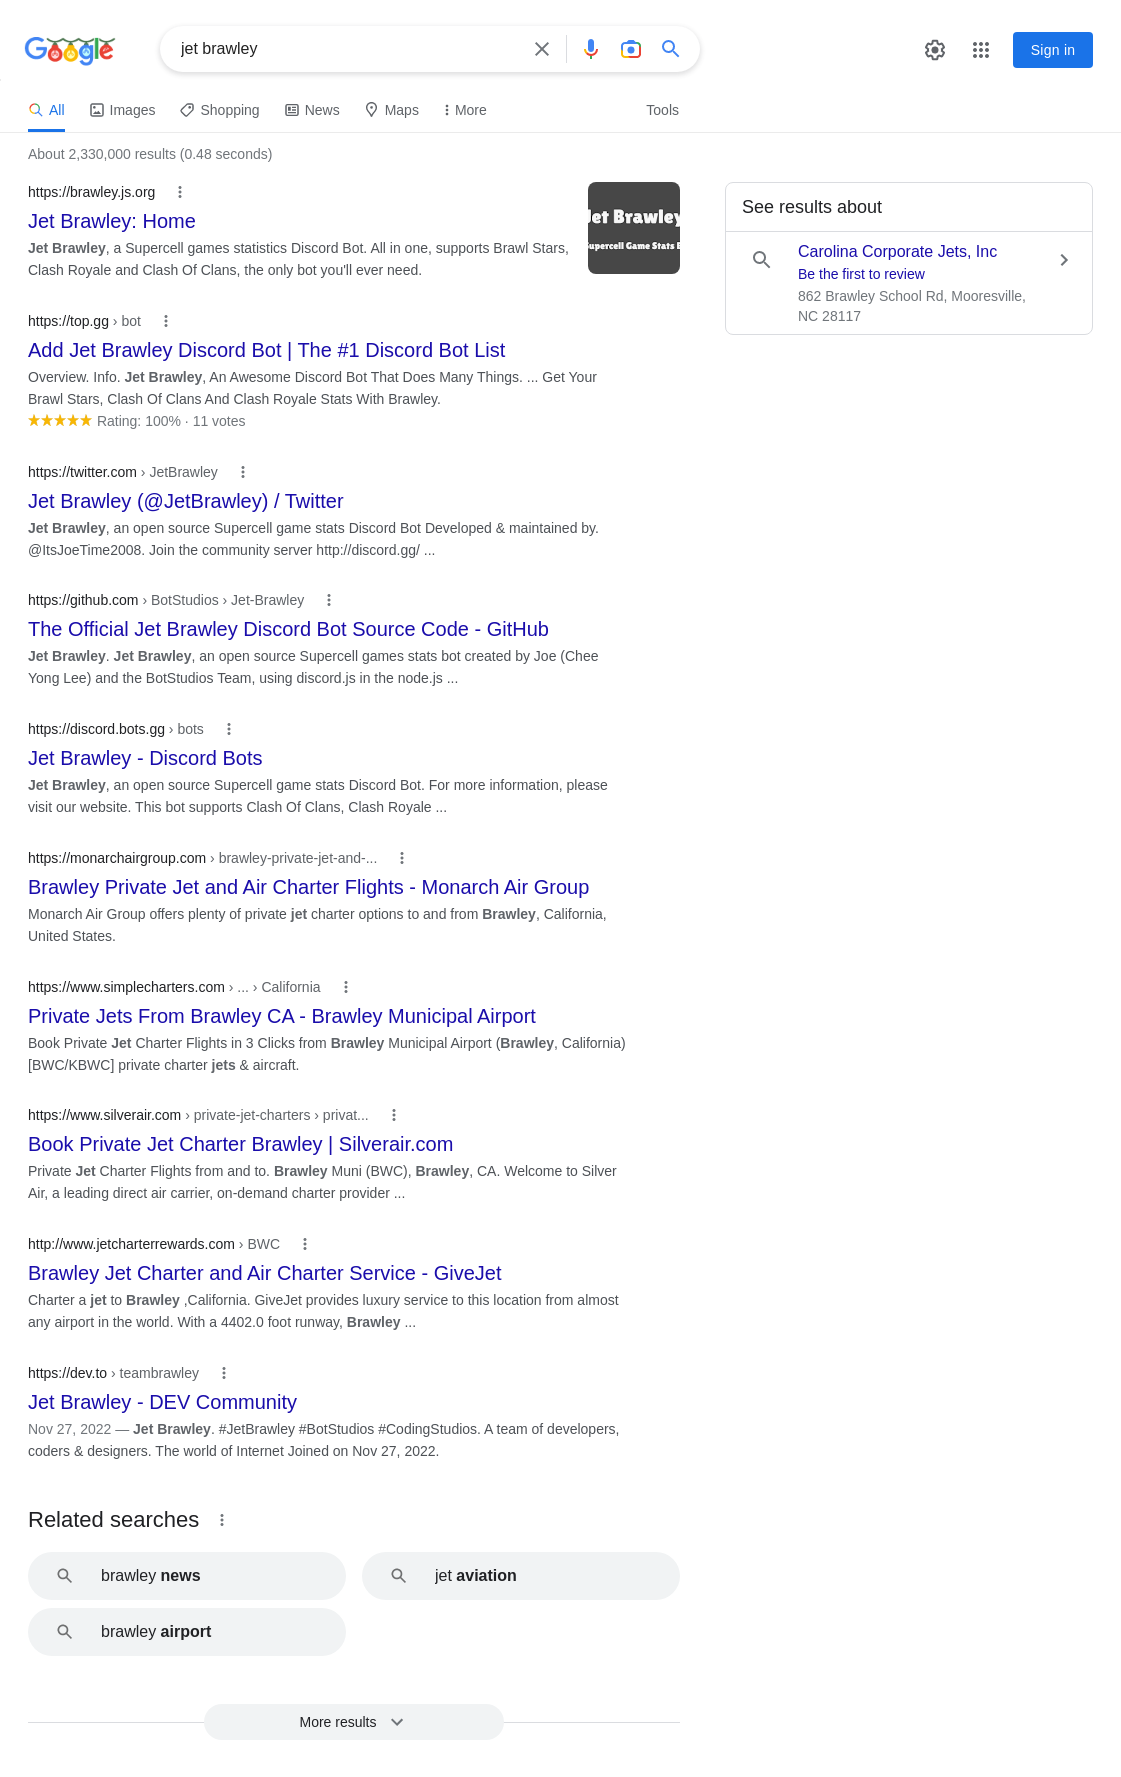 Google
jet brawley
Sign in
All
Images
Shopping
News
Maps
More
Tools
About 2,330,000 results (0.48 seconds)
https://brawley.js.org
Jet Brawley: Home
Jet Brawley, a Supercell games statistics Discord Bot. All in one, supports Brawl Stars,
Clash Royale and Clash Of Clans, the only bot you'll ever need.
Jet Brawley
Supercell Game Stats B
See results about
Carolina Corporate Jets, Inc
Be the first to review
862 Brawley School Rd, Mooresville,
NC 28117
https://top.gg › bot
Add Jet Brawley Discord Bot | The #1 Discord Bot List
Overview. Info. Jet Brawley, An Awesome Discord Bot That Does Many Things. ... Get Your
Brawl Stars, Clash Of Clans And Clash Royale Stats With Brawley.
Rating: 100% · 11 votes
https://twitter.com › JetBrawley
Jet Brawley (@JetBrawley) / Twitter
Jet Brawley, an open source Supercell game stats Discord Bot Developed & maintained by.
@ItsJoeTime2008. Join the community server http://discord.gg/ ...
https://github.com › BotStudios › Jet-Brawley
The Official Jet Brawley Discord Bot Source Code - GitHub
Jet Brawley. Jet Brawley, an open source Supercell games stats bot created by Joe (Chee
Yong Lee) and the BotStudios Team, using discord.js in the node.js ...
https://discord.bots.gg › bots
Jet Brawley - Discord Bots
Jet Brawley, an open source Supercell game stats Discord Bot. For more information, please
visit our website. This bot supports Clash Of Clans, Clash Royale ...
https://monarchairgroup.com › brawley-private-jet-and-...
Brawley Private Jet and Air Charter Flights - Monarch Air Group
Monarch Air Group offers plenty of private jet charter options to and from Brawley, California,
United States.
https://www.simplecharters.com › ... › California
Private Jets From Brawley CA - Brawley Municipal Airport
Book Private Jet Charter Flights in 3 Clicks from Brawley Municipal Airport (Brawley, California)
[BWC/KBWC] private charter jets & aircraft.
https://www.silverair.com › private-jet-charters › privat...
Book Private Jet Charter Brawley | Silverair.com
Private Jet Charter Flights from and to. Brawley Muni (BWC), Brawley, CA. Welcome to Silver
Air, a leading direct air carrier, on-demand charter provider ...
http://www.jetcharterrewards.com › BWC
Brawley Jet Charter and Air Charter Service - GiveJet
Charter a jet to Brawley ,California. GiveJet provides luxury service to this location from almost
any airport in the world. With a 4402.0 foot runway, Brawley ...
https://dev.to › teambrawley
Jet Brawley - DEV Community
Nov 27, 2022 — Jet Brawley. #JetBrawley #BotStudios #CodingStudios. A team of developers,
coders & designers. The world of Internet Joined on Nov 27, 2022.
Related searches
brawley news
jet aviation
brawley airport
More results